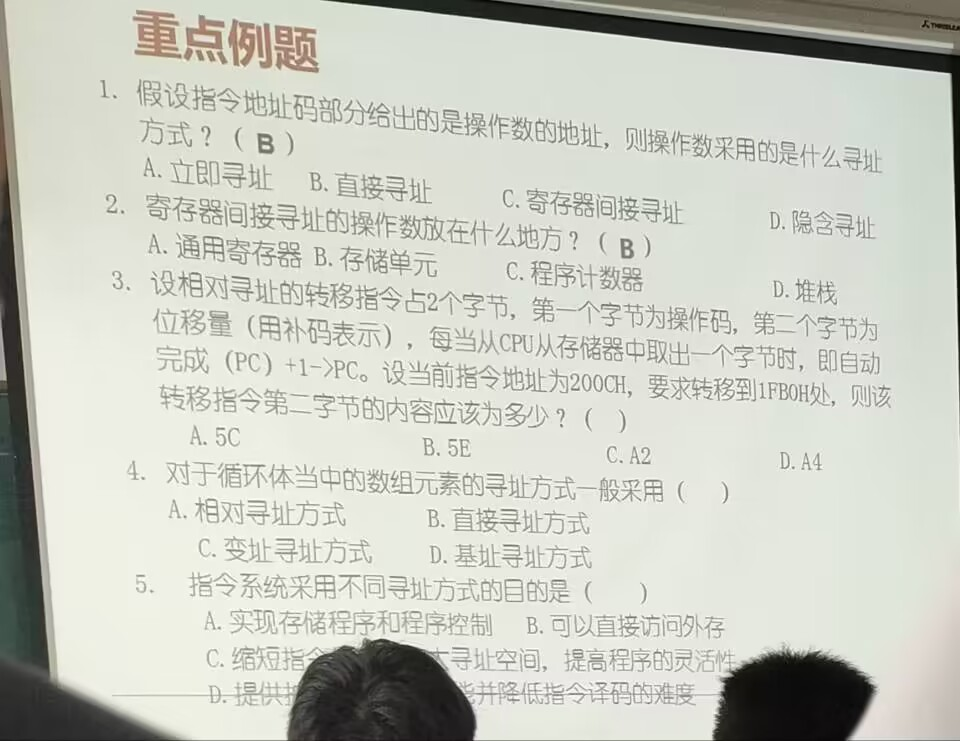 重点例题
1. 假设指令地址码部分给出的是操作数的地址，则操作数采用的是什么寻址
方式？（ B ）
A.立即寻址 B.直接寻址 C.寄存器间接寻址 D.隐含寻址
2. 寄存器间接寻址的操作数放在什么地方？（ B ）
A.通用寄存器 B.存储单元 C.程序计数器 D.堆栈
3. 设相对寻址的转移指令占2个字节，第一个字节为操作码，第二个字节为
位移量（用补码表示），每当从CPU从存储器中取出一个字节时，即自动
完成（PC）+1->PC。设当前指令地址为200CH，要求转移到1FB0H处，则该
转移指令第二字节的内容应该为多少？（ ）
A.5C B.5E C.A2 D.A4
4. 对于循环体当中的数组元素的寻址方式一般采用（ ）
A.相对寻址方式 B.直接寻址方式
C.变址寻址方式 D.基址寻址方式
5. 指令系统采用不同寻址方式的目的是（ ）
A.实现存储程序和程序控制 B.可以直接访问外存
C.缩短指令 大寻址空间，提高程序的灵活性
D.提供 能并降低指令译码的难度